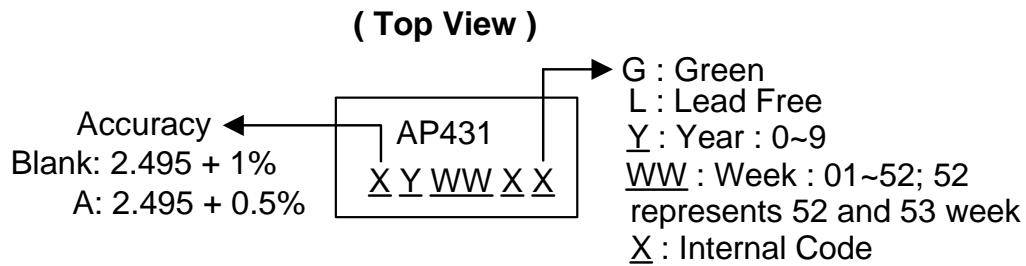 ( Top View )
Accuracy
Blank: 2.495 + 1%
A: 2.495 + 0.5%
AP431
X Y WW X X
G : Green
L : Lead Free
Y : Year : 0~9
WW : Week : 01~52; 52
represents 52 and 53 week
X : Internal Code